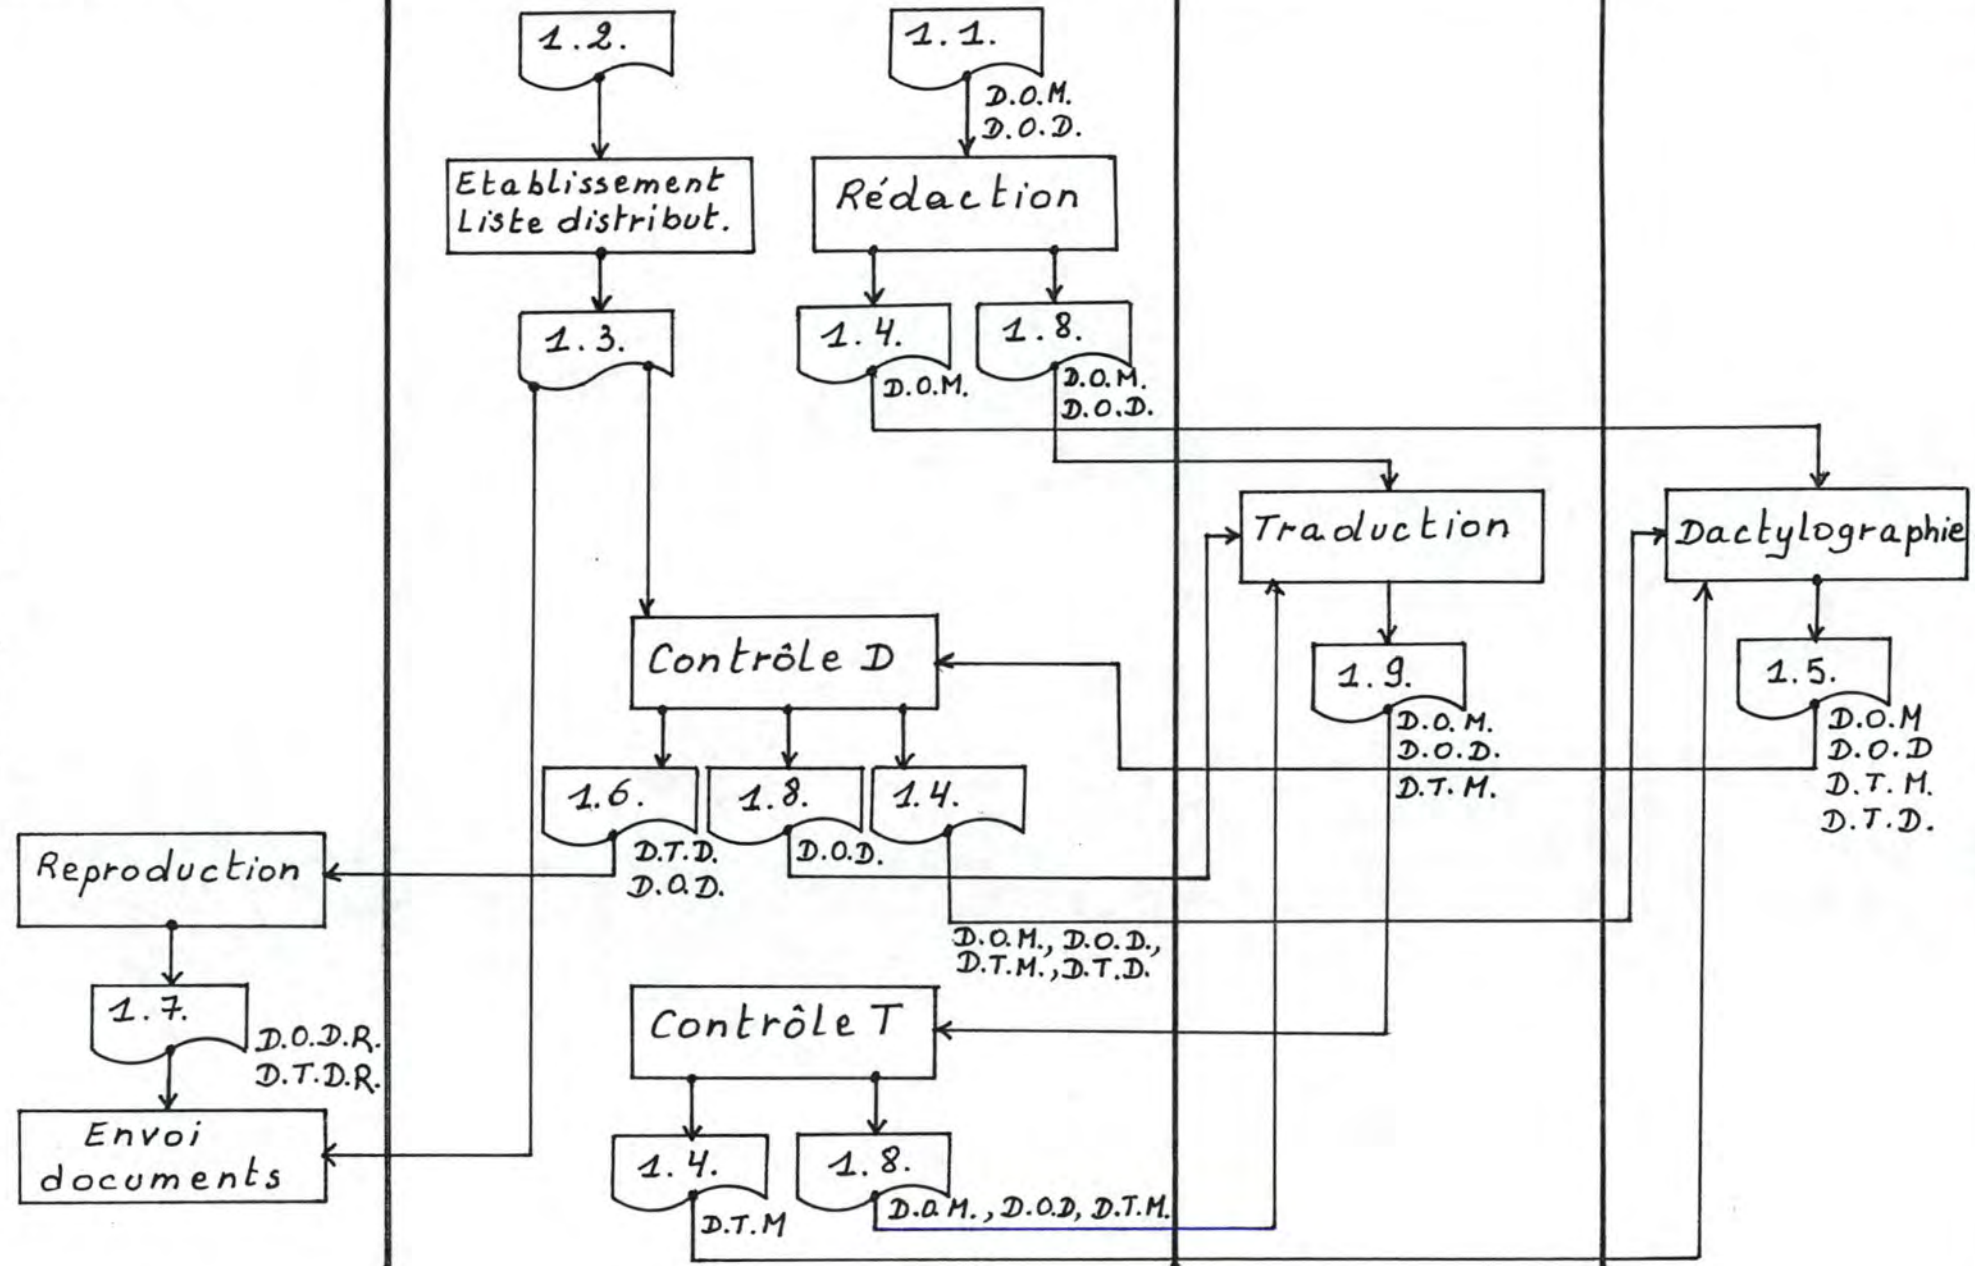 1.2.
1.1.
D.O.M.
D.O.D.
Etablissement
Liste distribut.
Rédaction
1.3.
1.4.
D.O.M.
1.8.
D.O.M.
D.O.D.
Traduction
Dactylographie
Contrôle D
1.9.
D.O.M.
D.O.D.
D.T.M.
1.5.
D.O.M
D.O.D
D.T.M.
D.T.D.
1.6.
D.T.D.
D.O.D.
1.8.
D.O.D.
1.4.
D.O.M., D.O.D.,
D.T.M., D.T.D.
Reproduction
1.7.
D.O.D.R.
D.T.D.R.
Envoi
documents
Contrôle T
1.4.
D.T.M
1.8.
D.O.M., D.O.D, D.T.M.